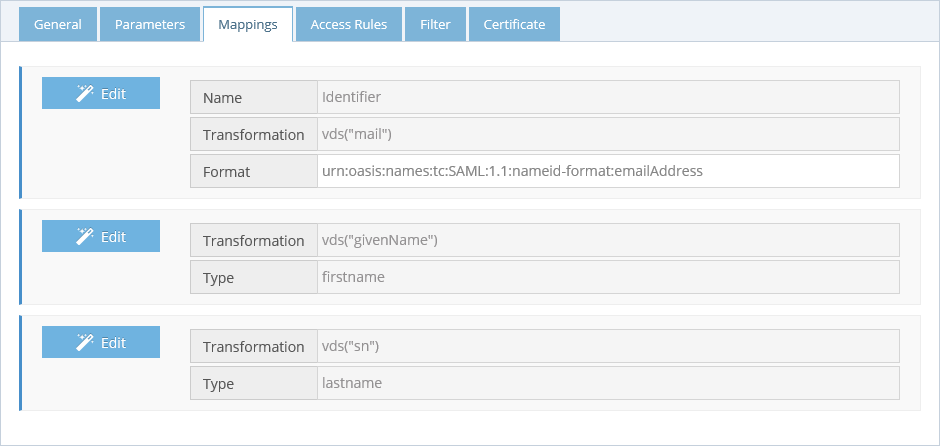 General Parameters Mappings Access Rules Filter Certificate
Edit
Name Identifier
Transformation vds("mail")
Format urn:oasis:names:tc:SAML:1.1:nameid-format:emailAddress
Edit
Transformation vds("givenName")
Type firstname
Edit
Transformation vds("sn")
Type lastname